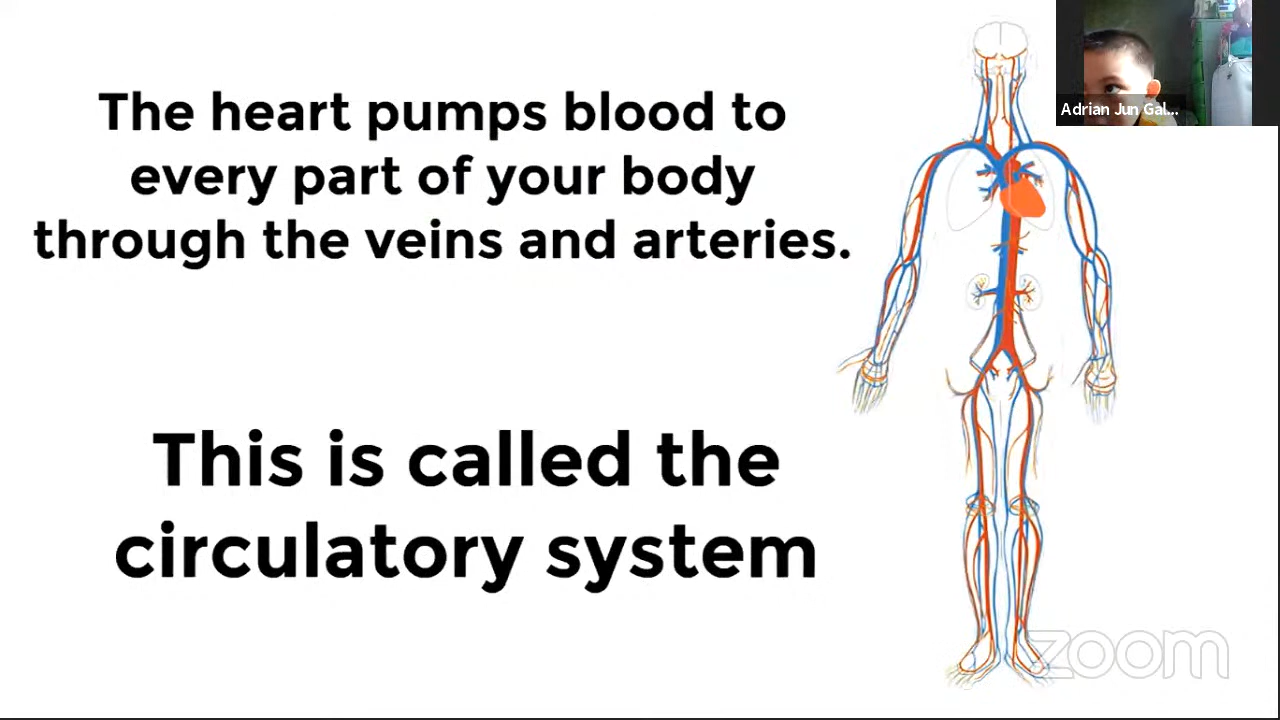 The heart pumps blood to
every part of your body
through the veins and arteries.
This is called the
circulatory system
Adrian Jun Gal...
zoom